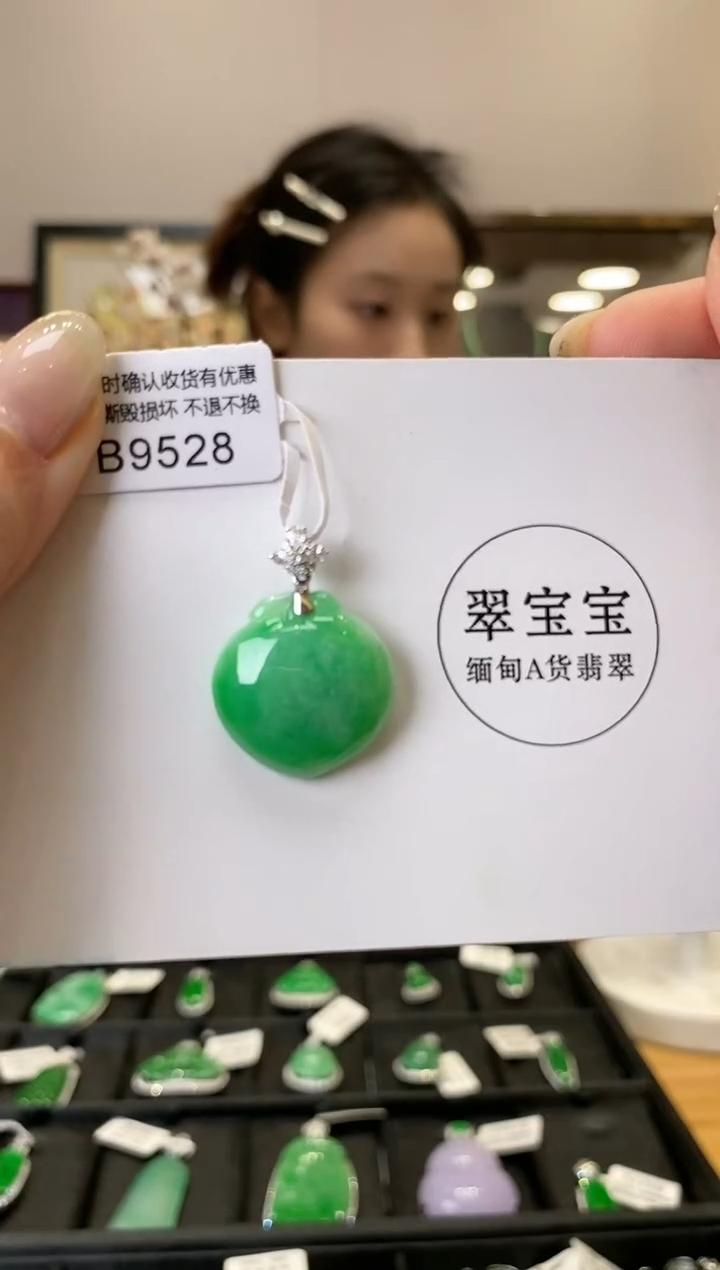 时确认收货有优惠
撕毁损坏 不退不换
B9528
翠宝宝
缅甸A货翡翠